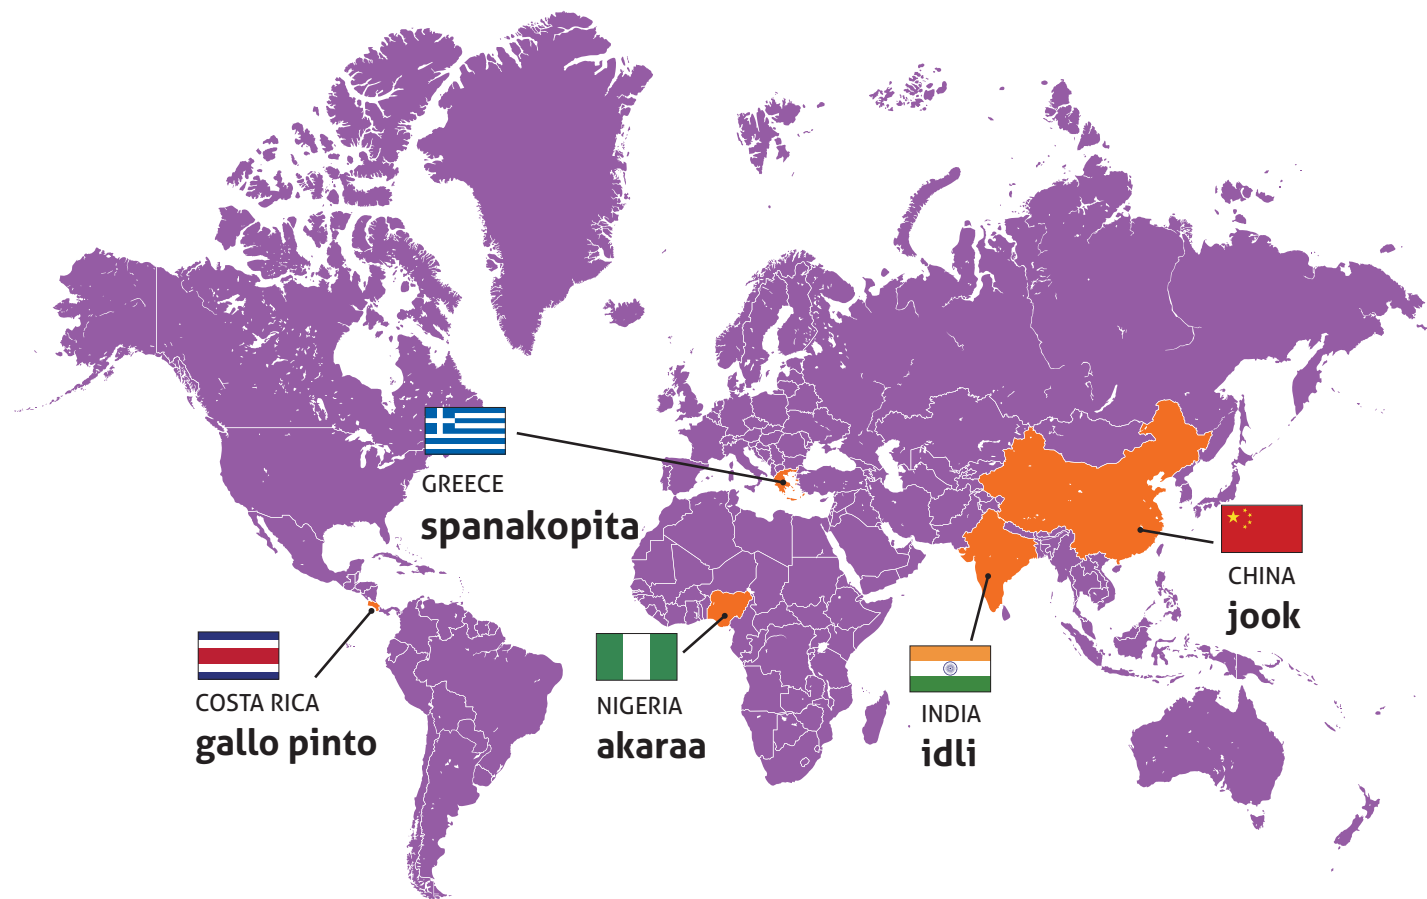 GREECE
spanakopita
CHINA
jook
COSTA RICA
gallo pinto
NIGERIA
akaraa
INDIA
idli